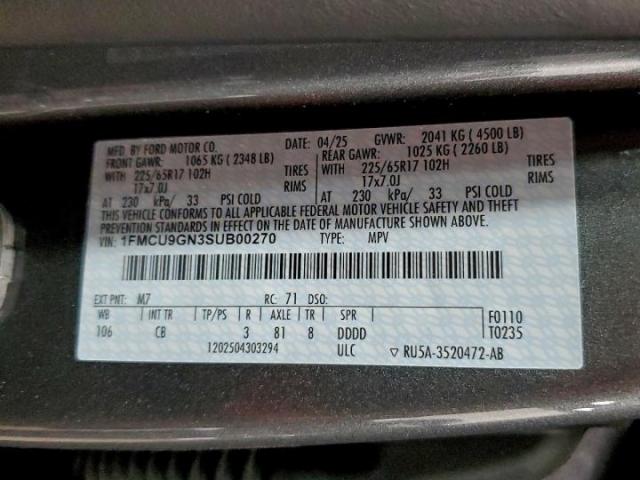 MFD. BY FORD MOTOR CO. DATE: 04/25 GVWR: 2041 KG ( 4500 LB)
FRONT GAWR: 1065 KG ( 2348 LB) REAR GAWR: 1025 KG ( 2260 LB)
WITH 225/65R17 102H TIRES WITH 225/65R17 102H TIRES
17x7.0J RIMS 17x7.0J RIMS
AT 230 kPa/ 33 PSI COLD AT 230 kPa/ 33 PSI COLD
THIS VEHICLE CONFORMS TO ALL APPLICABLE FEDERAL MOTOR VEHICLE SAFETY AND THEFT
PREVENTION STANDARDS IN EFFECT ON THE DATE OF MANUFACTURE SHOWN ABOVE.
VIN: 1FMCU9GN3SUB00270 TYPE: MPV
EXT PNT: M7 RC: 71 DSO:
WB INT TR TP/PS R AXLE TR SPR F0110
106 CB 3 81 8 DDDD T0235
1202504303294 ULC ▽ RU5A-3520472-AB